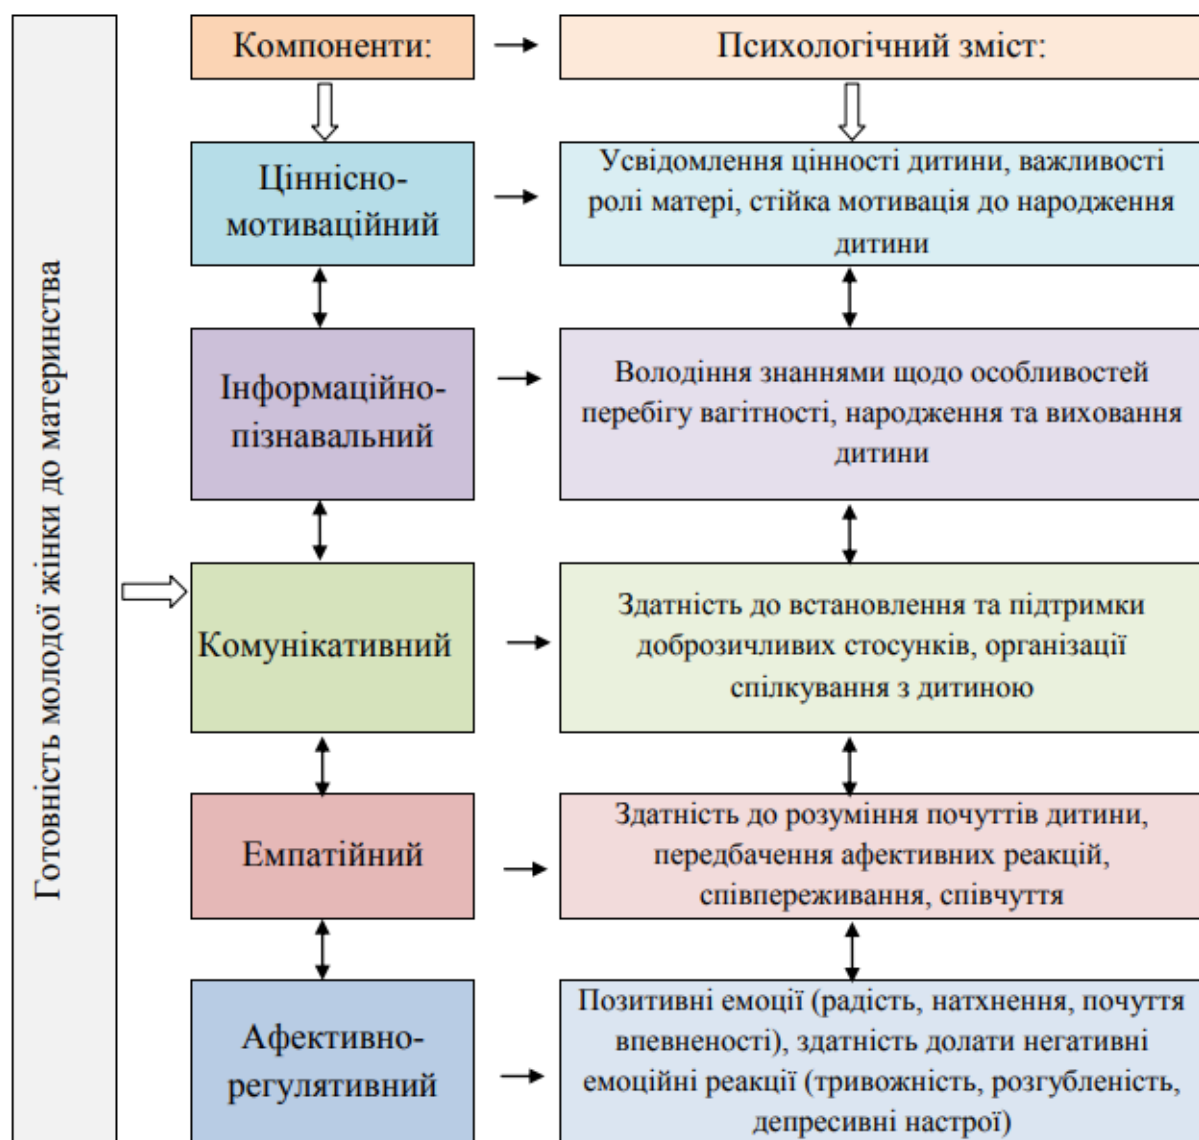 Готовність молодої жінки до материнства
Компоненти:
Психологічний зміст:
Ціннісно-
мотиваційний
Усвідомлення цінності дитини, важливості
ролі матері, стійка мотивація до народження
дитини
Інформаційно-
пізнавальний
Володіння знаннями щодо особливостей
перебігу вагітності, народження та виховання
дитини
Комунікативний
Здатність до встановлення та підтримки
доброзичливих стосунків, організації
спілкування з дитиною
Емпатійний
Здатність до розуміння почуттів дитини,
передбачення афективних реакцій,
співпереживання, співчуття
Афективно-
регулятивний
Позитивні емоції (радість, натхнення, почуття
впевненості), здатність долати негативні
емоційні реакції (тривожність, розгубленість,
депресивні настрої)